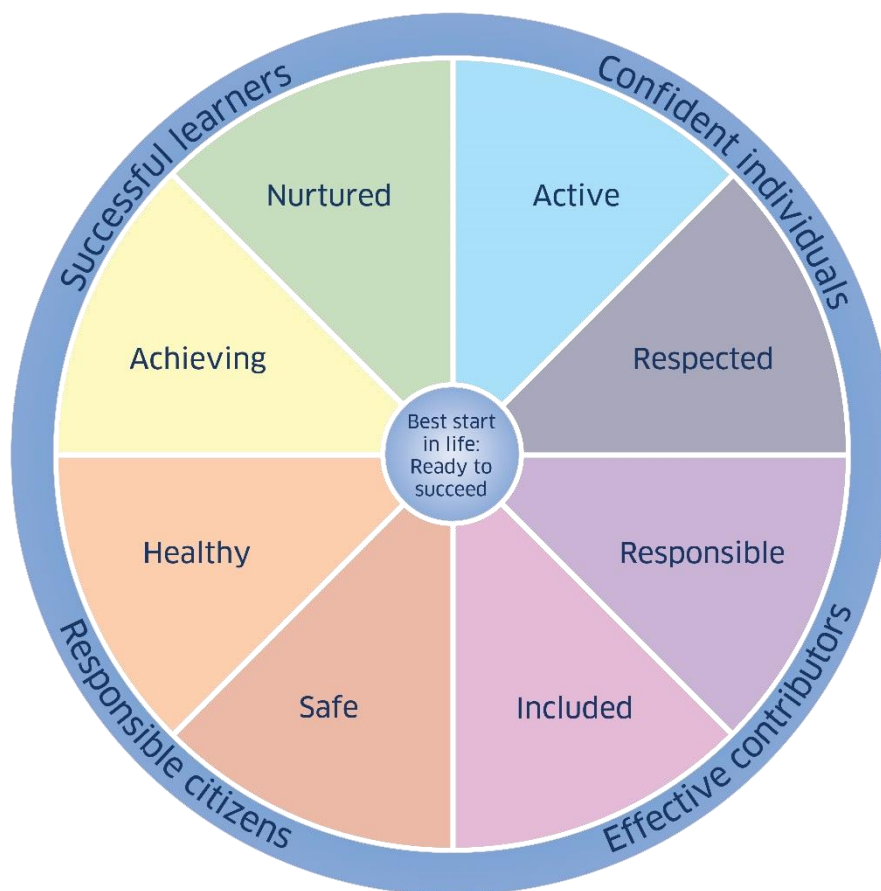 Successful learners
Confident individuals
Nurtured
Active
Achieving
Respected
Best start
in life:
Ready to
succeed
Healthy
Responsible
Safe
Included
Responsible citizens
Effective contributors